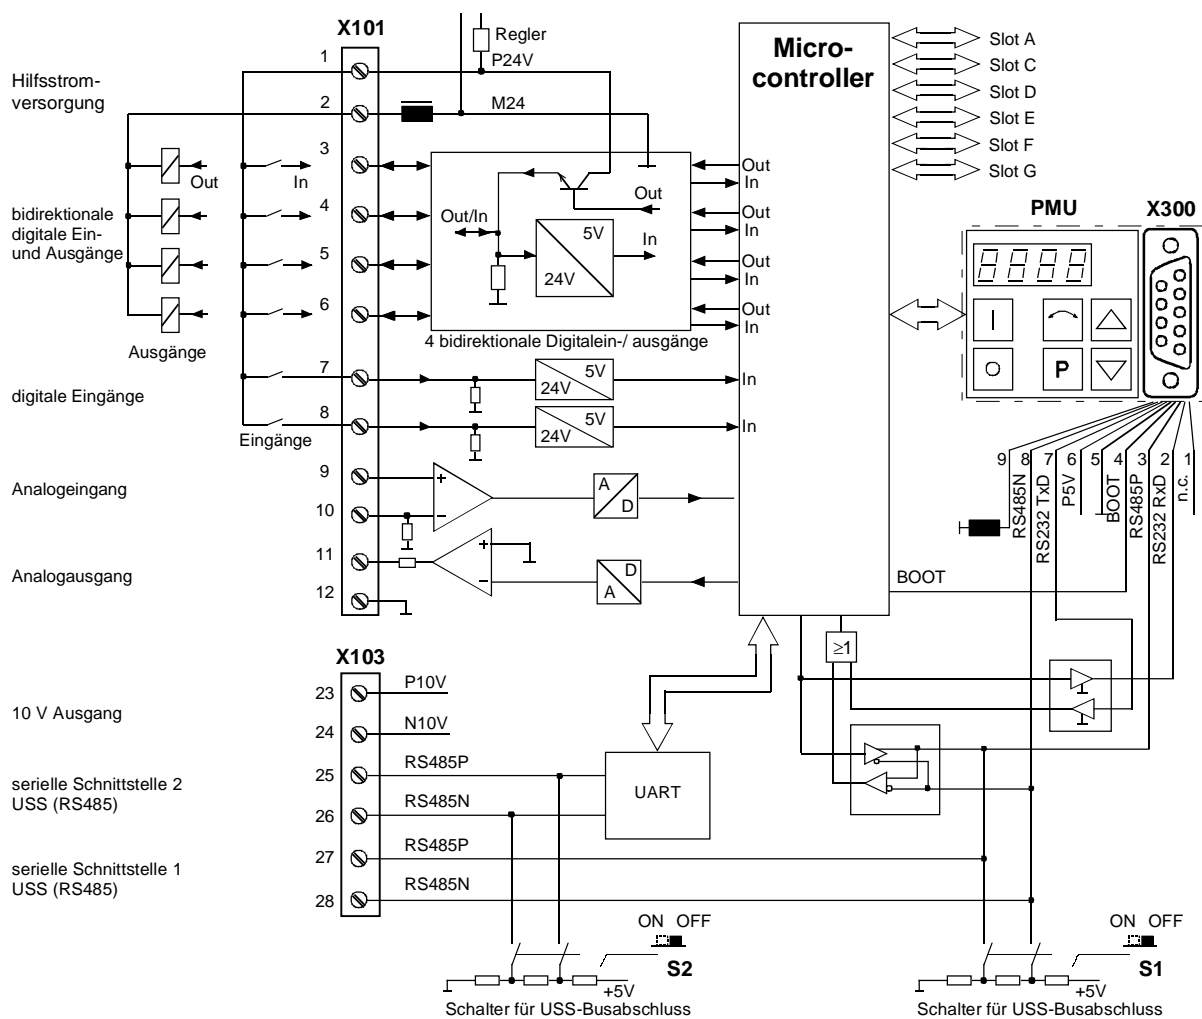 X101
Regler
P24V
M24
Micro-
controller
Slot A
Slot C
Slot D
Slot E
Slot F
Slot G
Hilfsstrom-
versorgung
1
2
3
4
5
6
7
8
9
10
11
12
Out
In
bidirektionale
digitale Ein-
und Ausgänge
Ausgänge
Out/In
Out
In
5V
24V
4 bidirektionale Digitalein-/ ausgänge
Out
In
Out
In
Out
In
Out
In
PMU
X300
P
digitale Eingänge
Eingänge
5V
24V
In
5V
24V
In
Analogeingang
+
–
A
D
Analogausgang
+
–
D
A
9
8
7
6
5
4
3
2
1
RS485N
RS232 TxD
P5V
BOOT
RS485P
RS232 RxD
n.c.
BOOT
≥1
X103
23
P10V
10 V Ausgang
24
N10V
25
RS485P
serielle Schnittstelle 2
USS (RS485)
26
RS485N
UART
27
RS485P
serielle Schnittstelle 1
USS (RS485)
28
RS485N
ON OFF
S2
+5V
Schalter für USS-Busabschluss
ON OFF
S1
+5V
Schalter für USS-Busabschluss